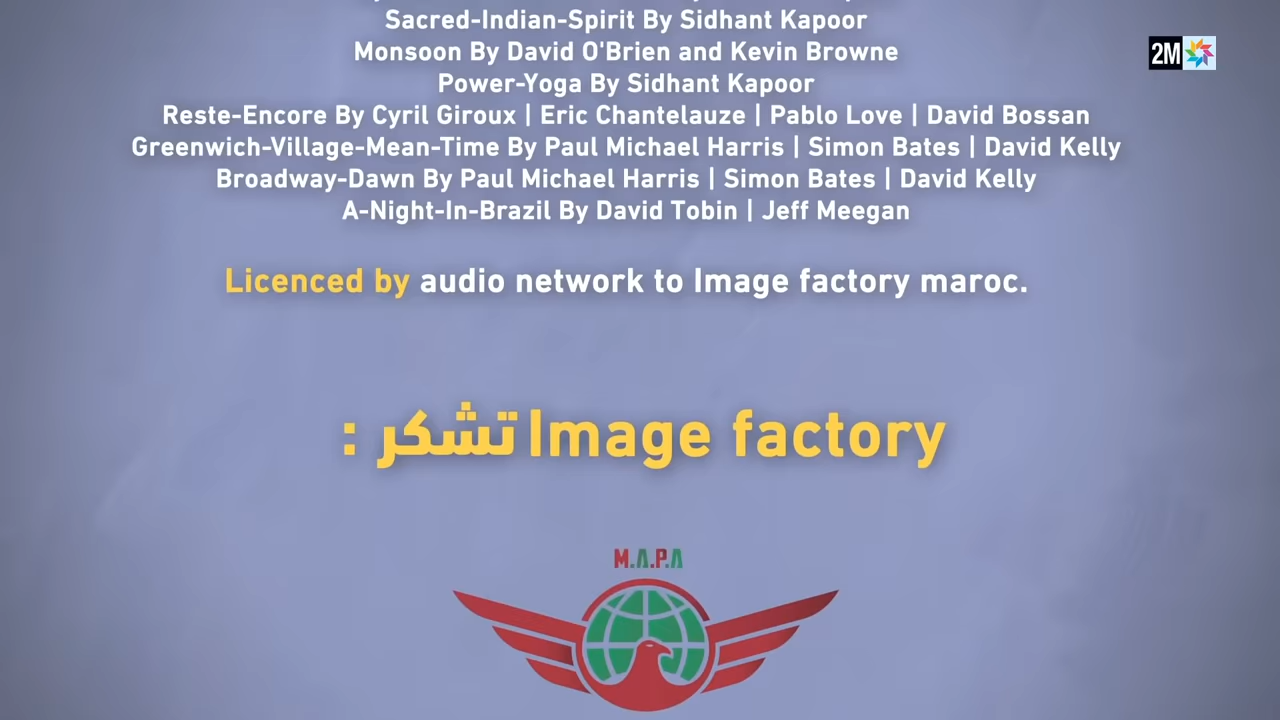 Sacred-Indian-Spirit By Sidhant Kapoor
2M
Monsoon By David O'Brien and Kevin Browne
Power-Yoga By Sidhant Kapoor
Reste-Encore By Cyril Giroux | Eric Chantelauze | Pablo Love | David Bossan
Greenwich-Village-Mean-Time By Paul Michael Harris | Simon Bates | David Kelly
Broadway-Dawn By Paul Michael Harris | Simon Bates | David Kelly
A-Night-In-Brazil By David Tobin | Jeff Meegan
Licenced by audio network to Image factory maroc.
Image factory تشكر :
M.A.P.A